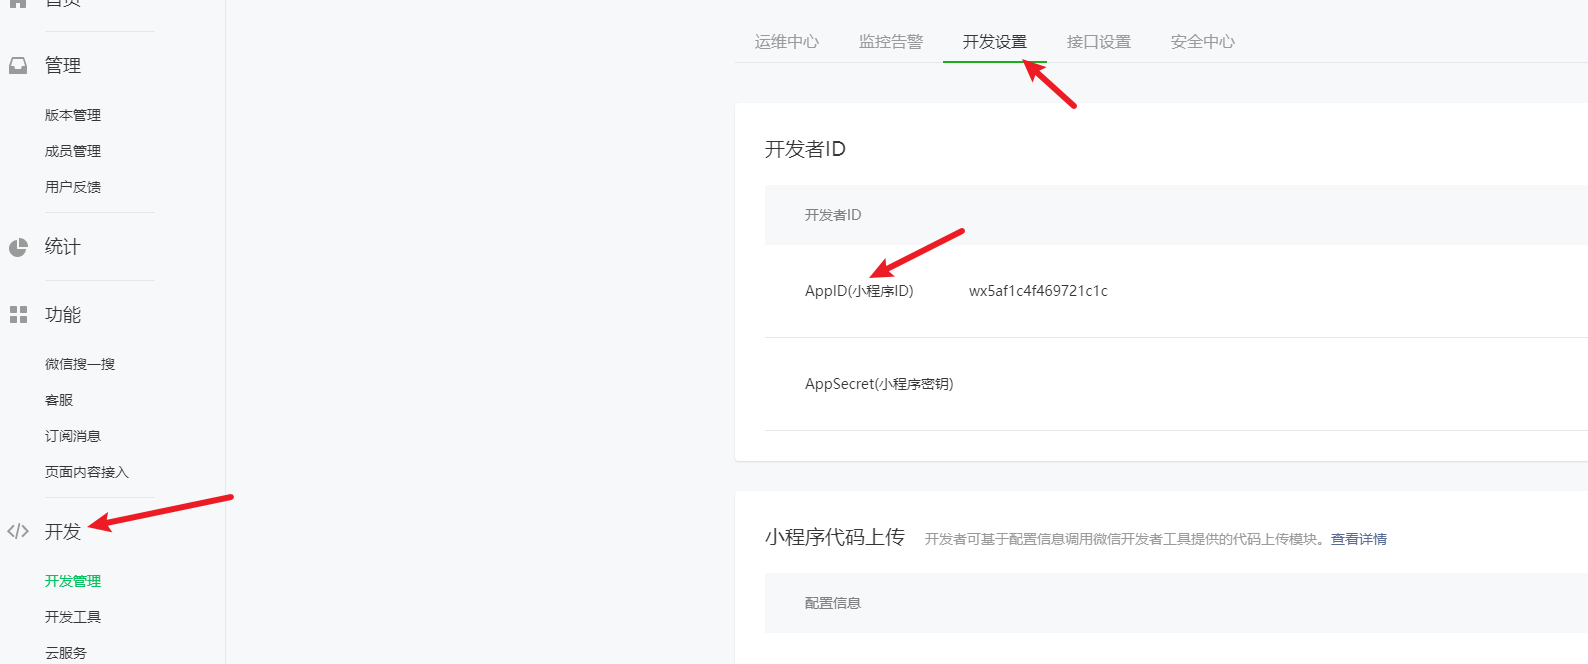 首页
管理
版本管理
成员管理
用户反馈
统计
功能
微信搜一搜
客服
订阅消息
页面内容接入
开发
开发管理
开发工具
云服务
运维中心 监控告警 开发设置 接口设置 安全中心
开发者ID
开发者ID
AppID(小程序ID) wx5af1c4f469721c1c
AppSecret(小程序密钥)
小程序代码上传 开发者可基于配置信息调用微信开发者工具提供的代码上传模块。查看详情
配置信息